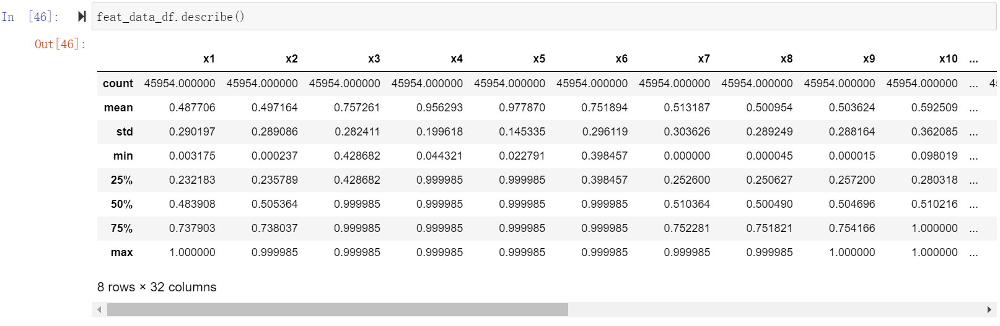 In [46]: feat_data_df.describe()
Out[46]:
x1 x2 x3 x4 x5 x6 x7 x8 x9 x10 ...
count 45954.000000 45954.000000 45954.000000 45954.000000 45954.000000 45954.000000 45954.000000 45954.000000 45954.000000 45954.000000 ... 45
mean 0.487706 0.497164 0.757261 0.956293 0.977870 0.751894 0.513187 0.500954 0.503624 0.592509 ...
std 0.290197 0.289086 0.282411 0.199618 0.145335 0.296119 0.303626 0.289249 0.288164 0.362085 ...
min 0.003175 0.000237 0.428682 0.044321 0.022791 0.398457 0.000000 0.000045 0.000015 0.098019 ...
25% 0.232183 0.235789 0.428682 0.999985 0.999985 0.398457 0.252600 0.250627 0.257200 0.280318 ...
50% 0.483908 0.505364 0.999985 0.999985 0.999985 0.999985 0.510364 0.500490 0.504696 0.510216 ...
75% 0.737903 0.738037 0.999985 0.999985 0.999985 0.999985 0.752281 0.751821 0.754166 1.000000 ...
max 1.000000 0.999985 0.999985 0.999985 0.999985 0.999985 0.999985 0.999985 1.000000 1.000000 ...
8 rows × 32 columns